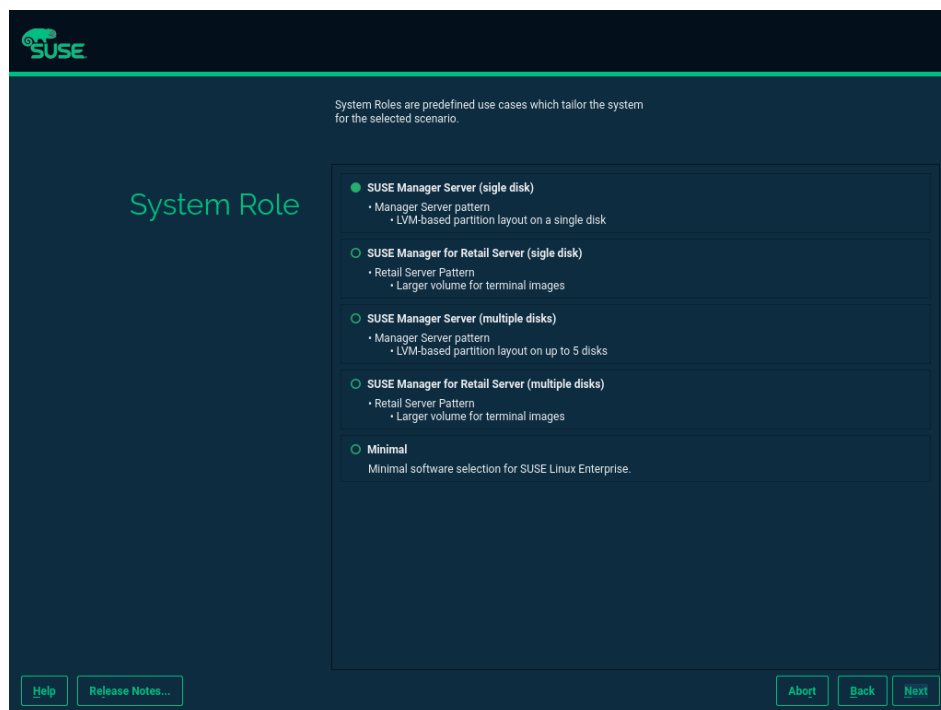 SUSE
System Roles are predefined use cases which tailor the system
for the selected scenario.
System Role
SUSE Manager Server (sigle disk)
• Manager Server pattern
• LVM-based partition layout on a single disk
SUSE Manager for Retail Server (sigle disk)
• Retail Server Pattern
• Larger volume for terminal images
SUSE Manager Server (multiple disks)
• Manager Server pattern
• LVM-based partition layout on up to 5 disks
SUSE Manager for Retail Server (multiple disks)
• Retail Server Pattern
• Larger volume for terminal images
Minimal
Minimal software selection for SUSE Linux Enterprise.
Help Release Notes... Abort Back Next